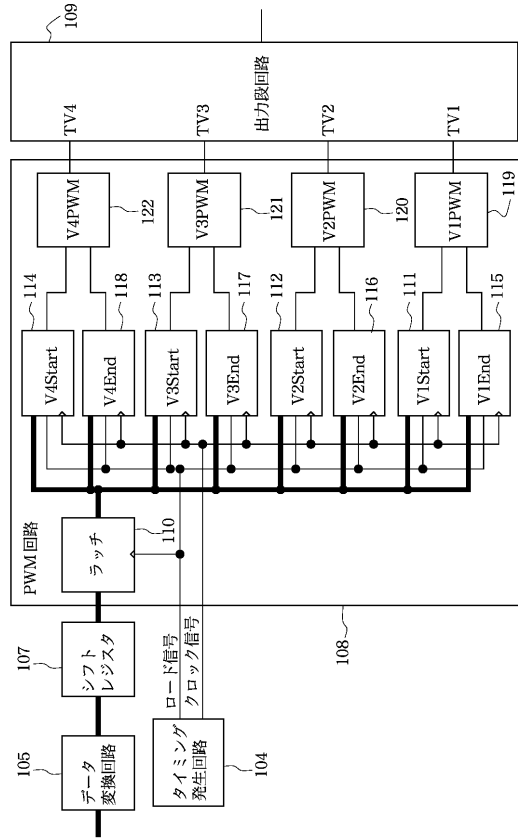 105
データ
変換回路
107
シフト
レジスタ
104
タイミング
発生回路
ロード信号
クロック信号
PWM回路
108
ラッチ
110
V4Start
114
V4End
118
V3Start
113
V3End
117
V2Start
112
V2End
116
V1Start
111
V1End
115
V4PWM
122
V3PWM
121
V2PWM
120
V1PWM
119
TV4
TV3
TV2
TV1
出力段回路
109